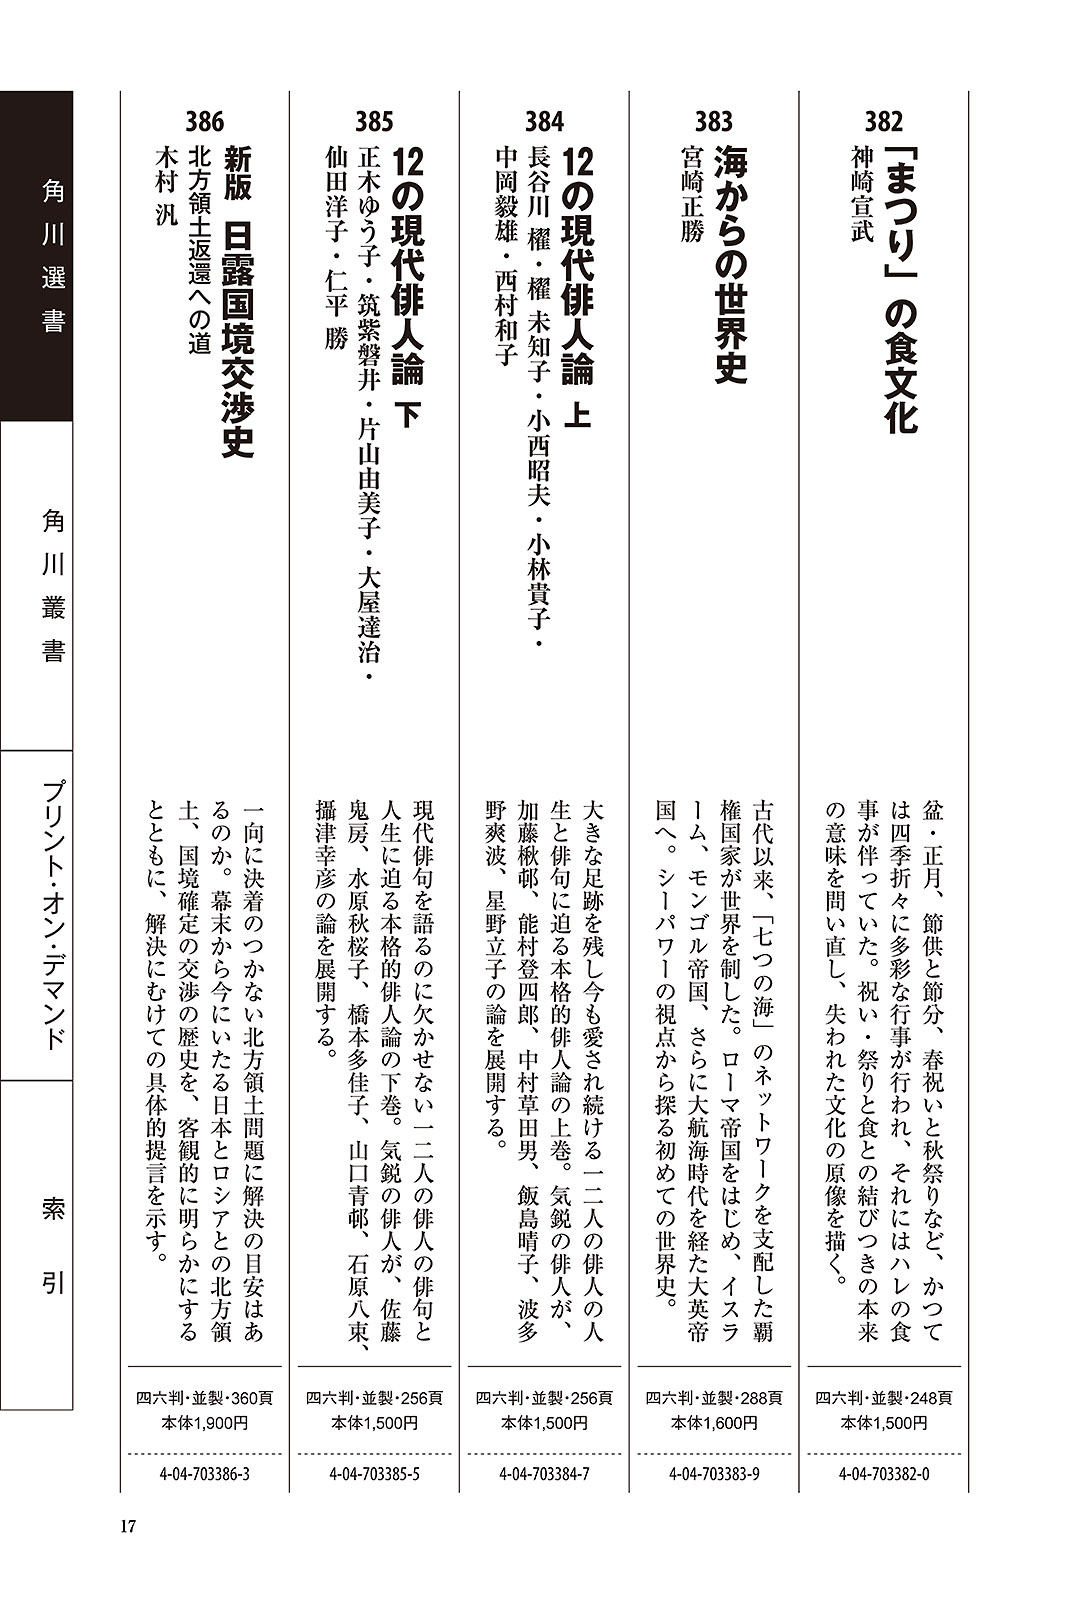 382
「まつり」の食文化
神崎宣武
盆・正月、節供と節分、春祝いと秋祭りなど、かつて
は四季折々に多彩な行事が行われ、それにはハレの食
事が伴っていた。祝い・祭りと食との結びつきの本来
の意味を問い直し、失われた文化の原像を描く。
四六判・並製・248頁
本体1,500円
4-04-703382-0
383
海からの世界史
宮崎正勝
古代以来、「七つの海」のネットワークを支配した覇
権国家が世界を制した。ローマ帝国をはじめ、イスラ
ーム、モンゴル帝国、さらに大航海時代を経た大英帝
国へ。シーパワーの視点から探る初めての世界史。
四六判・並製・288頁
本体1,600円
4-04-703383-9
384
12の現代俳人論 上
長谷川 櫂・櫂 未知子・小西昭夫・小林貴子・
中岡毅雄・西村和子
大きな足跡を残し今も愛され続ける一二人の俳人の人
生と俳句に迫る本格的俳人論の上巻。気鋭の俳人が、
加藤楸邨、能村登四郎、中村草田男、飯島晴子、波多
野爽波、星野立子の論を展開する。
四六判・並製・256頁
本体1,500円
4-04-703384-7
385
12の現代俳人論 下
正木ゆう子・筑紫磐井・片山由美子・大屋達治・
仙田洋子・仁平 勝
現代俳句を語るのに欠かせない一二人の俳人の俳句と
人生に迫る本格的俳人論の下巻。気鋭の俳人が、佐藤
鬼房、水原秋桜子、橋本多佳子、山口青邨、石原八束、
攝津幸彦の論を展開する。
四六判・並製・256頁
本体1,500円
4-04-703385-5
386
新版 日露国境交渉史
北方領土返還への道
木村 汎
一向に決着のつかない北方領土問題に解決の目安はあ
るのか。幕末から今にいたる日本とロシアとの北方領
土、国境確定の交渉の歴史を、客観的に明らかにする
とともに、解決にむけての具体的提言を示す。
四六判・並製・360頁
本体1,900円
4-04-703386-3
角川選書
角川叢書
プリント・オン・デマンド
索引
17